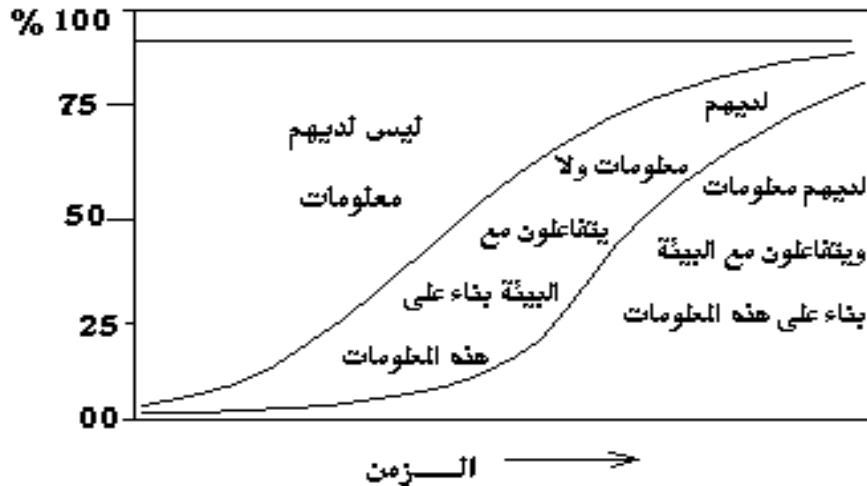 % 100
75
50
25
00
ليس لديهم
معلومات
لديهم
معلومات ولا
يتفاعلون مع
البيئة بناء على
هذه المعلومات
لديهم معلومات
ويتفاعلون مع البيئة
بناء على هذه المعلومات
الـــــزمن